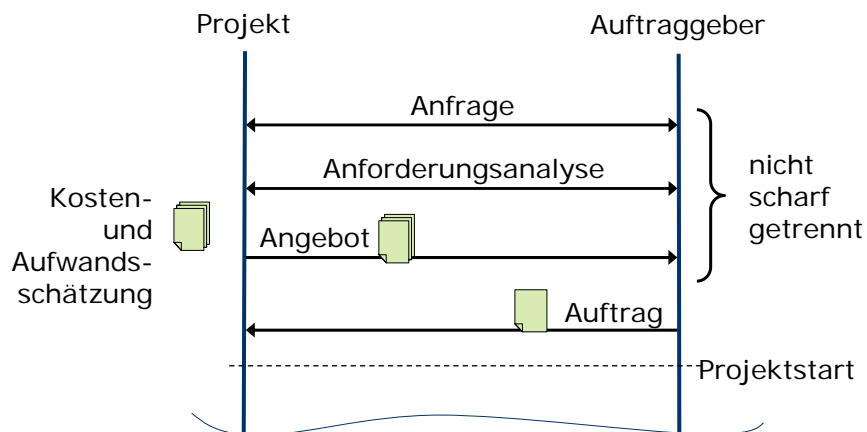 Projekt
Auftraggeber
Anfrage
Anforderungsanalyse
nicht
scharf
getrennt
Kosten-
und
Aufwands-
schätzung
Angebot
Auftrag
Projektstart